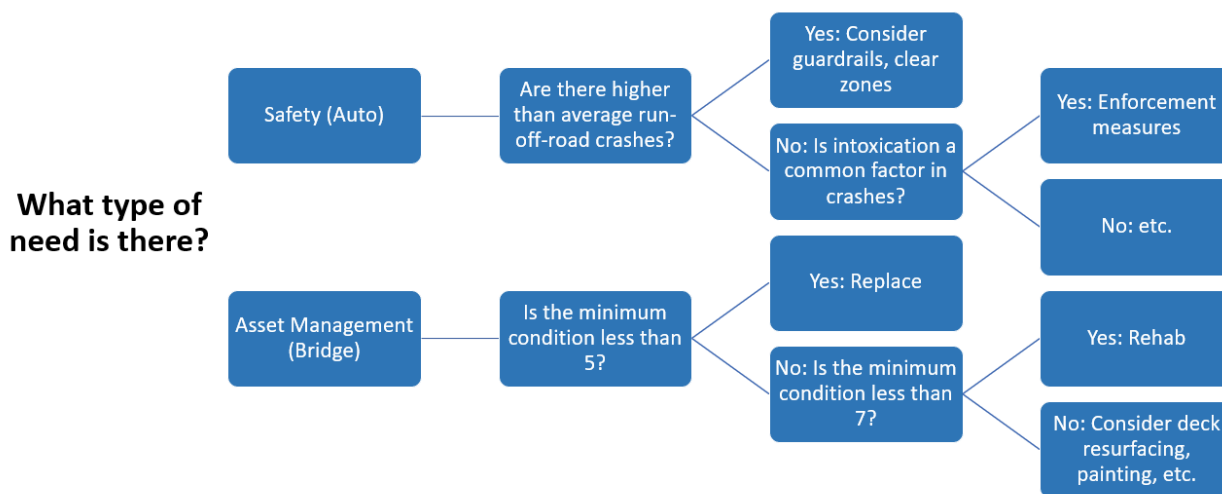 What type of
need is there?
Safety (Auto)
Are there higher
than average run-
off-road crashes?
Yes: Consider
guardrails, clear
zones
No: Is intoxication a
common factor in
crashes?
Yes: Enforcement
measures
No: etc.
Asset Management
(Bridge)
Is the minimum
condition less than
5?
Yes: Replace
No: Is the minimum
condition less than
7?
Yes: Rehab
No: Consider deck
resurfacing,
painting, etc.